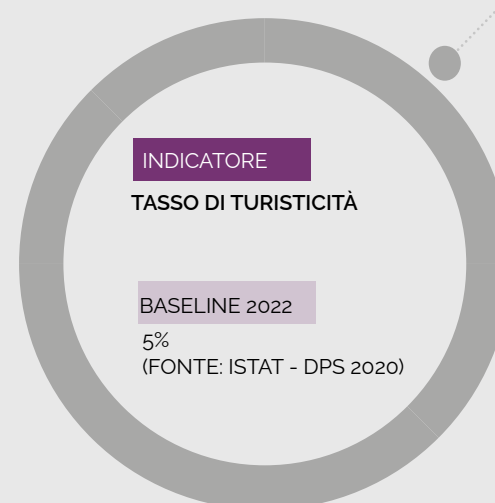 INDICATORE
TASSO DI TURISTICITÀ
BASELINE 2022
5%
(FONTE: ISTAT - DPS 2020)